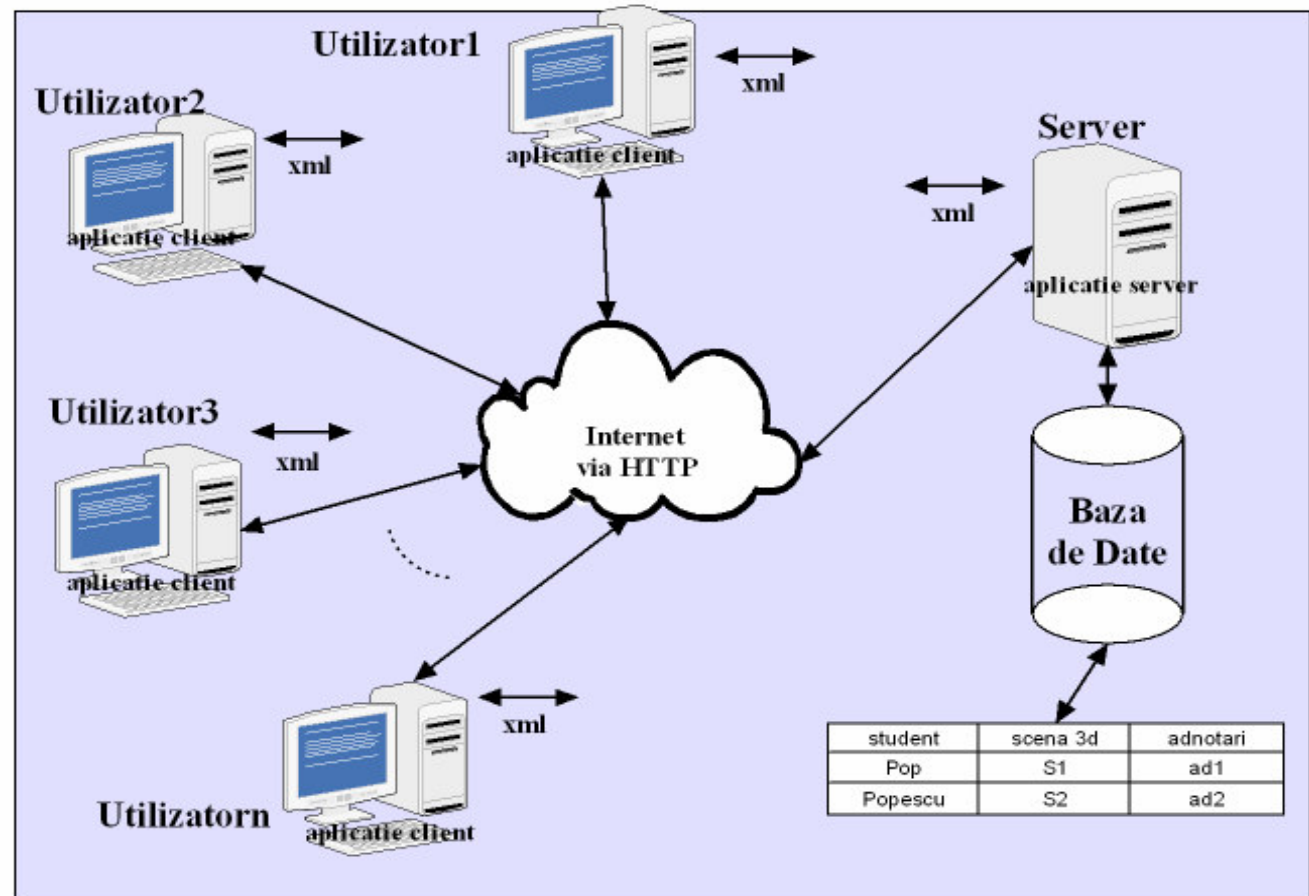 Utilizator1
xml
aplicatie client
Utilizator2
xml
aplicatie client
Server
xml
aplicatie server
Utilizator3
xml
aplicatie client
Internet
via HTTP
Baza
de Date
Utilizatorn
xml
aplicatie client
student scena 3d adnotari
Pop S1 ad1
Popescu S2 ad2